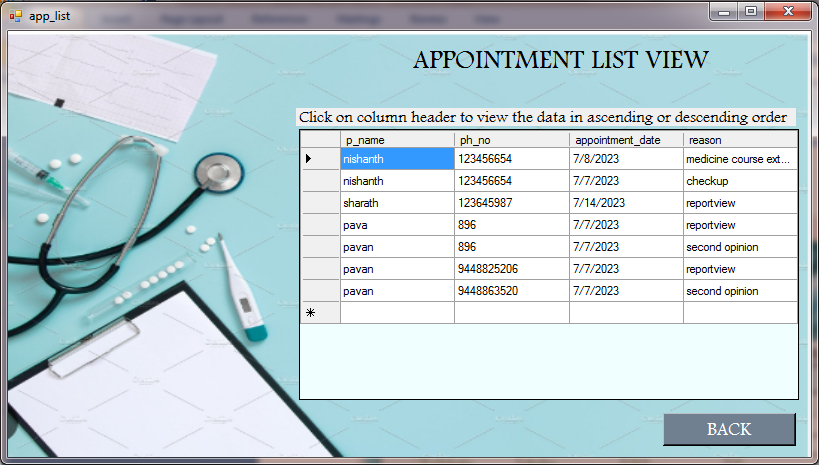 app_list
APPOINTMENT LIST VIEW
Click on column header to view the data in ascending or descending order
p_name ph_no appointment_date reason
nishanth 123456654 7/8/2023 medicine course ext...
nishanth 123456654 7/7/2023 checkup
sharath 123645987 7/14/2023 reportview
pava 896 7/7/2023 reportview
pavan 896 7/7/2023 second opinion
pavan 9448825206 7/7/2023 reportview
pavan 9448863520 7/7/2023 second opinion
BACK